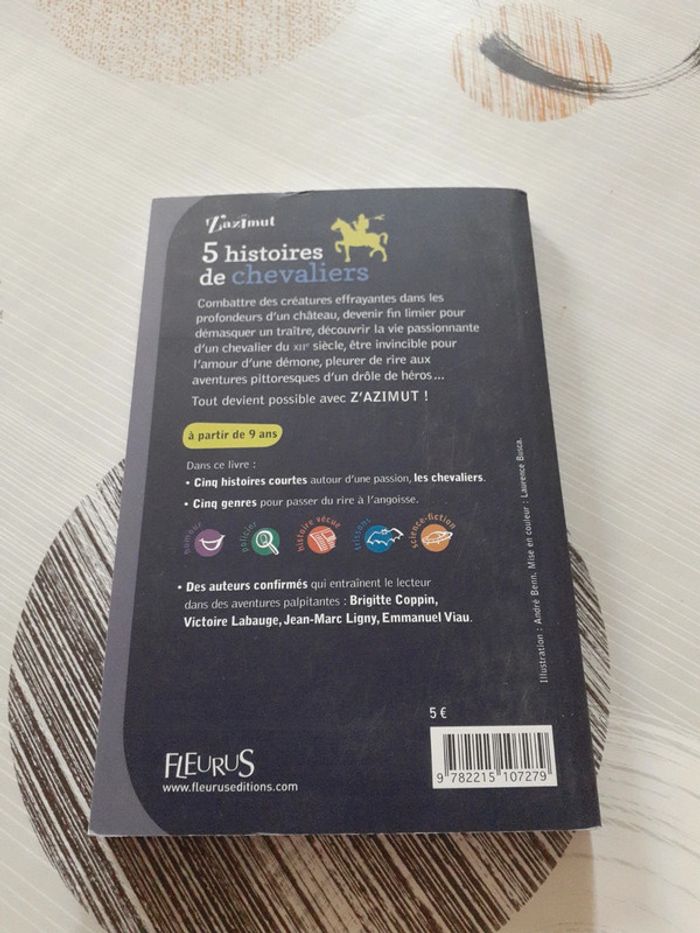 Z'azimut
5 histoires
de chevaliers
Combattre des créatures effrayantes dans les
profondeurs d'un château, devenir fin limier pour
démasquer un traître, découvrir la vie passionnante
d'un chevalier du XIIe siècle, être invincible pour
l'amour d'une démone, pleurer de rire aux
aventures pittoresques d'un drôle de héros...
Tout devient possible avec Z'AZIMUT !
à partir de 9 ans
Dans ce livre :
• Cinq histoires courtes autour d'une passion, les chevaliers.
• Cinq genres pour passer du rire à l'angoisse.
humour
policier
histoire vécue
frissons
science-fiction
• Des auteurs confirmés qui entraînent le lecteur
dans des aventures palpitantes : Brigitte Coppin,
Victoire Labauge, Jean-Marc Ligny, Emmanuel Viau.
Illustration : André Benn. Mise en couleur : Laurence Busca.
5 €
FLEURUS
www.fleuruseditions.com
9 782215 107279